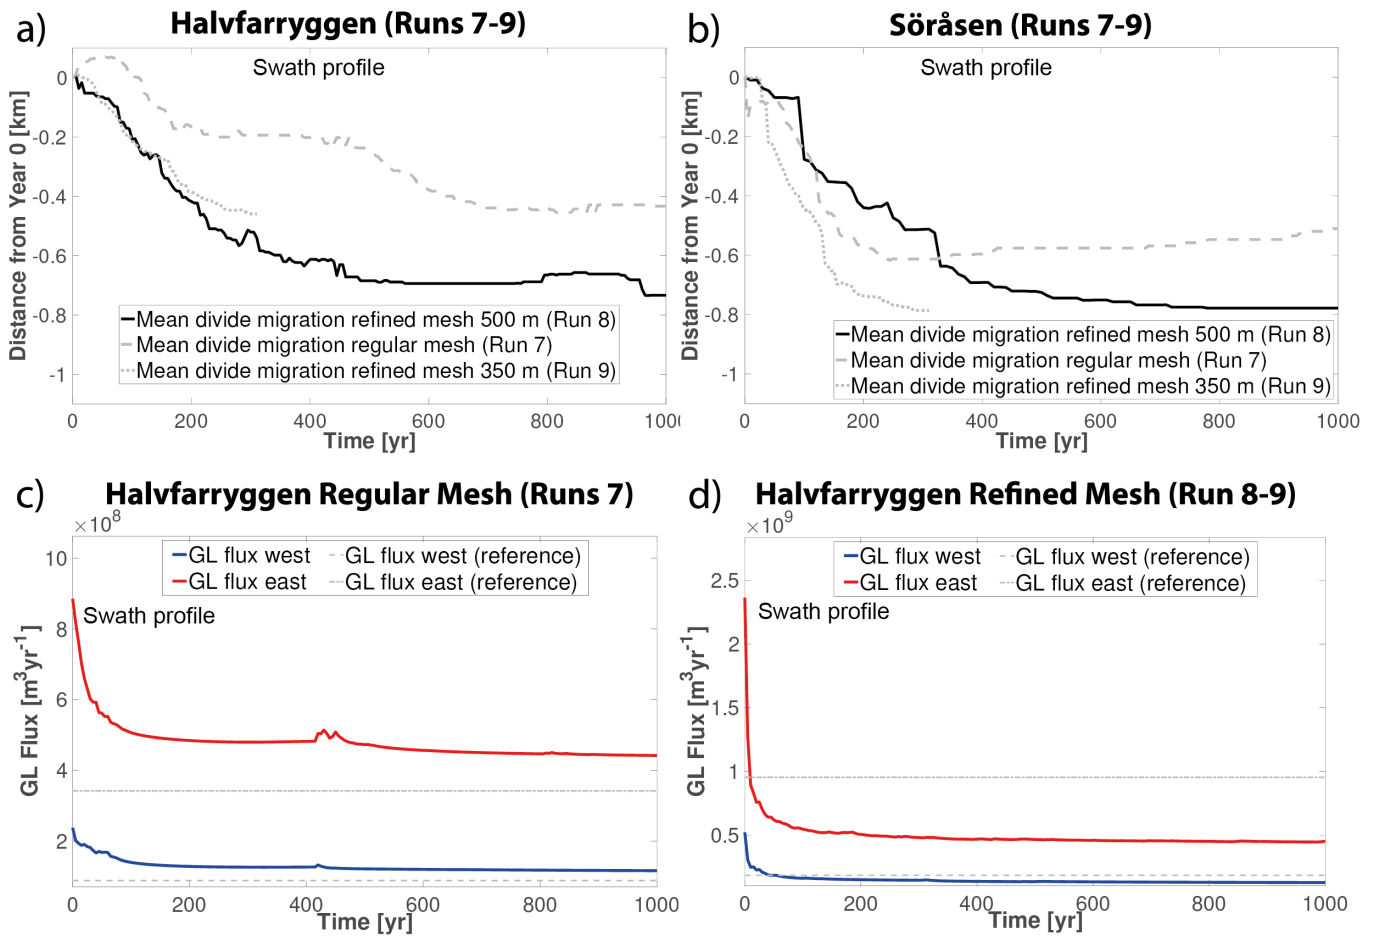 a)
Halvfarryggen (Runs 7-9)
Swath profile
Distance from Year 0 [km]
0
-0.2
-0.4
-0.6
-0.8
-1
Mean divide migration refined mesh 500 m (Run 8)
Mean divide migration regular mesh (Run 7)
Mean divide migration refined mesh 350 m (Run 9)
0 200 400 600 800 100
Time [yr]
b)
Söråsen (Runs 7-9)
Swath profile
Distance from Year 0 [km]
0
-0.2
-0.4
-0.6
-0.8
-1
Mean divide migration refined mesh 500 m (Run 8)
Mean divide migration regular mesh (Run 7)
Mean divide migration refined mesh 350 m (Run 9)
0 200 400 600 800 1000
Time [yr]
c)
Halvfarryggen Regular Mesh (Runs 7)
×10⁸
GL flux west GL flux west (reference)
GL flux east GL flux east (reference)
Swath profile
GL Flux [m³yr⁻¹]
10
8
6
4
2
0 200 400 600 800 1000
Time [yr]
d)
Halvfarryggen Refined Mesh (Run 8-9)
×10⁹
GL flux west GL flux west (reference)
GL flux east GL flux east (reference)
Swath profile
GL Flux [m³yr⁻¹]
2.5
2
1.5
1
0.5
0 200 400 600 800 1000
Time [yr]